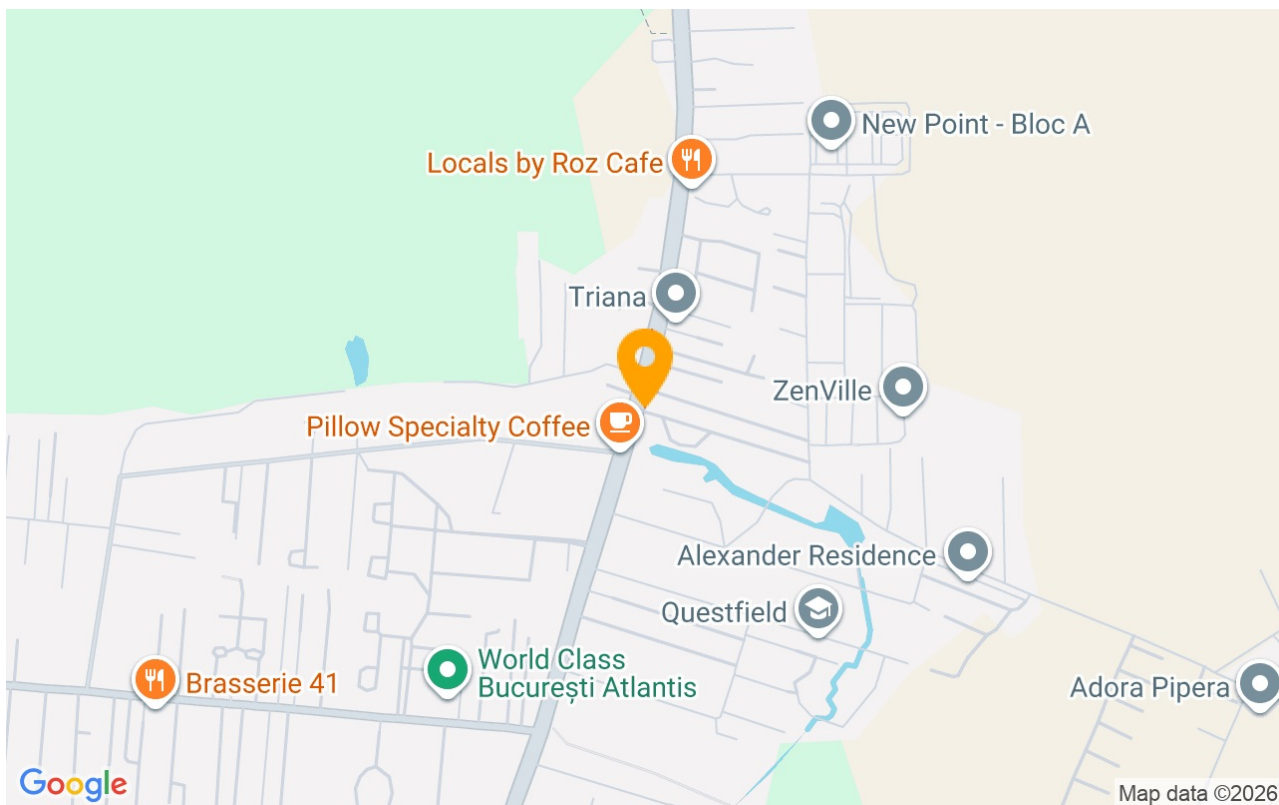 New Point - Bloc A
Locals by Roz Cafe
Triana
ZenVille
Pillow Specialty Coffee
Alexander Residence
Questfield
World Class
București Atlantis
Brasserie 41
Adora Pipera
Google
Map data ©2026